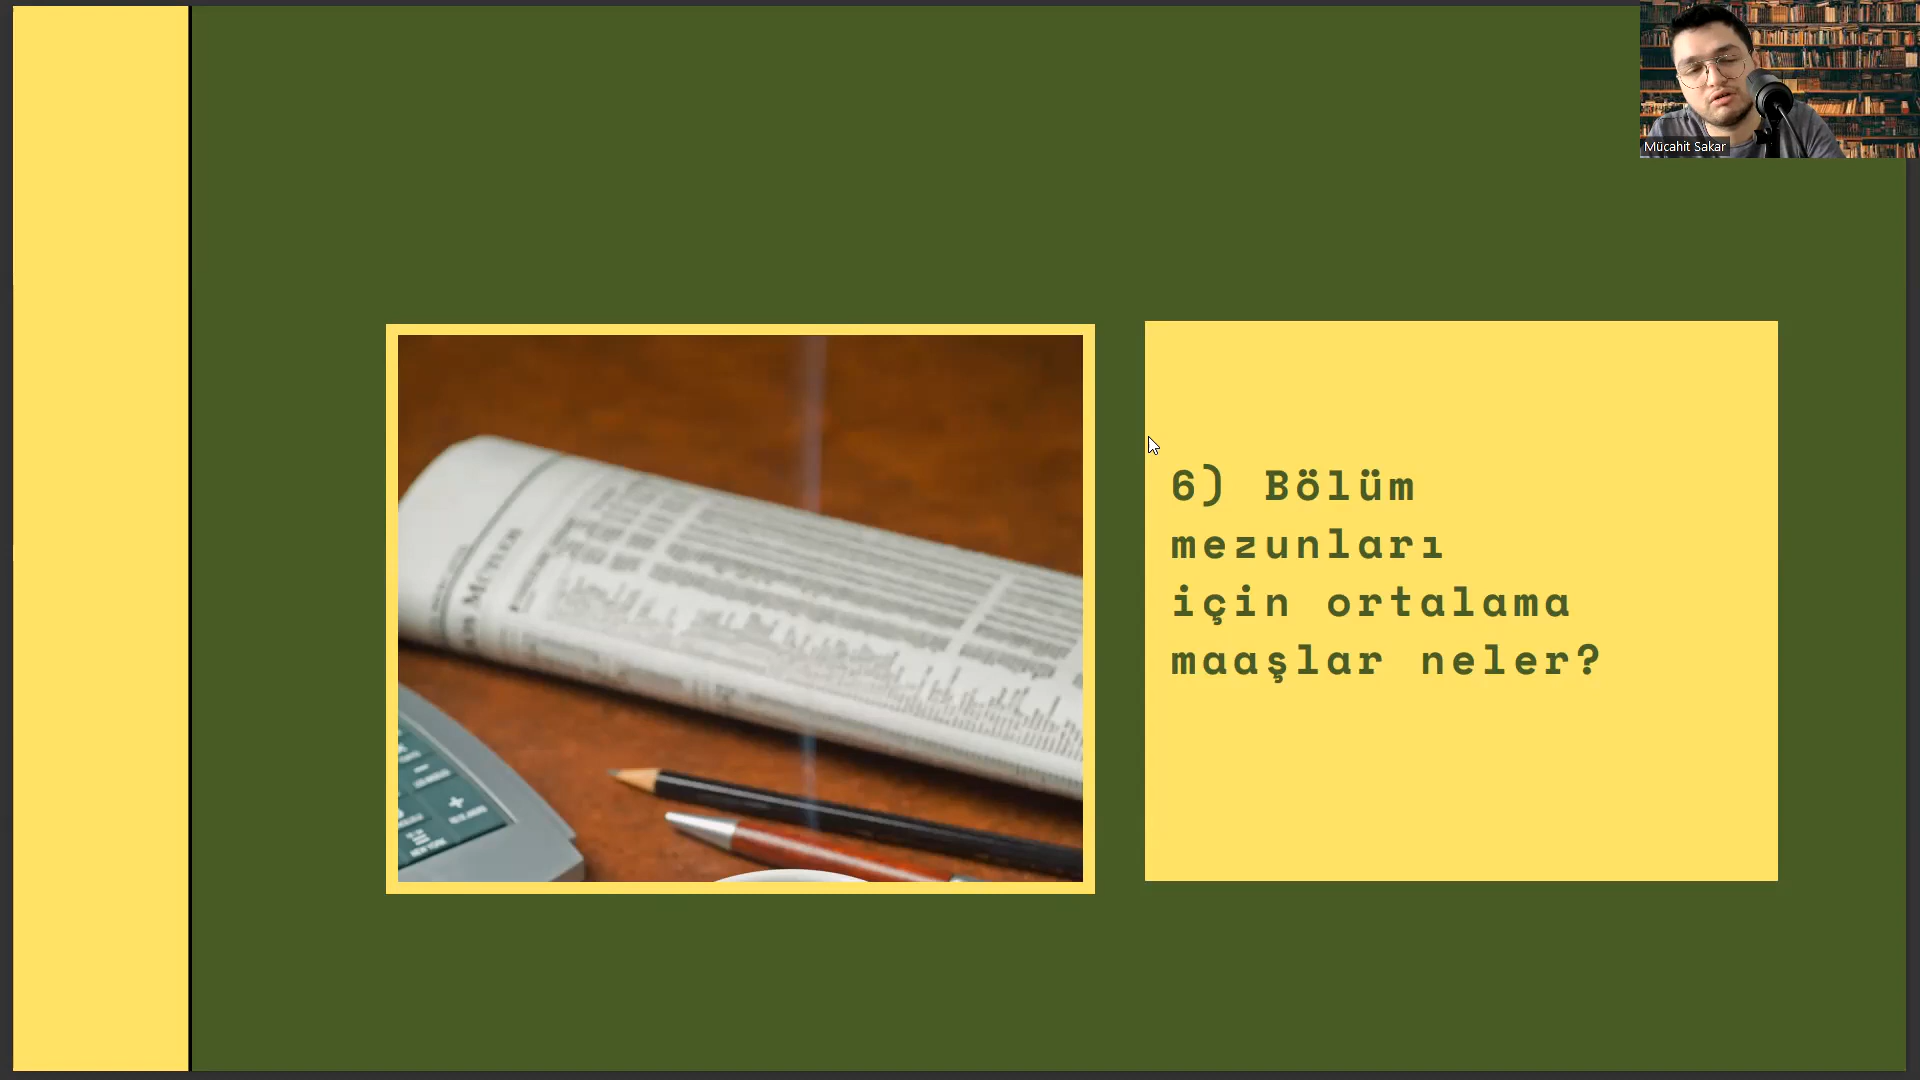 Mücahit Sakar
6) Bölüm
mezunları
için ortalama
maaşlar neler?